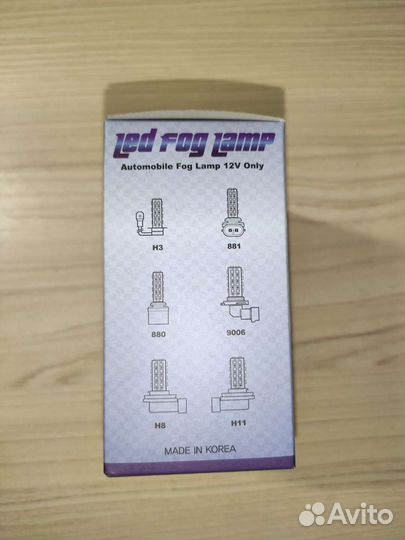 Led Fog Lamp
Automobile Fog Lamp 12V Only
H3 881
880 9006
H8 H11
MADE IN KOREA
Avito